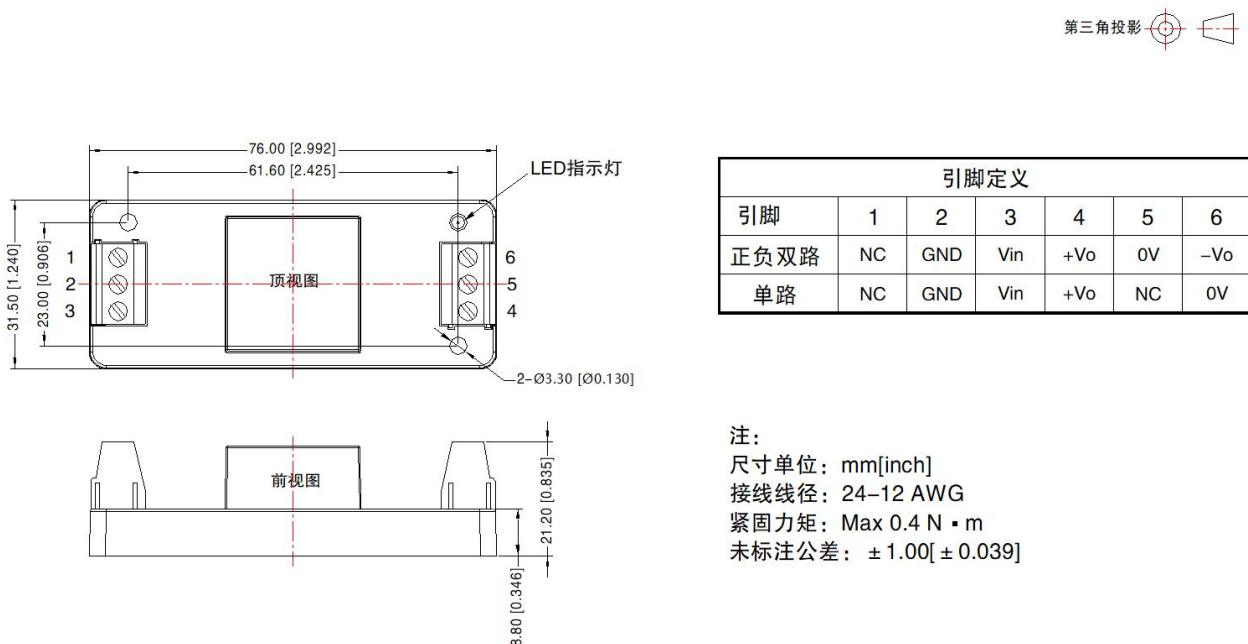 第三角投影
76.00 [2.992]
61.60 [2.425]
LED指示灯
31.50 [1.240]
23.00 [0.906]
1
2
3
顶视图
6
5
4
2-Ø3.30 [Ø0.130]
前视图
21.20 [0.835]
8.80 [0.346]
引脚定义
引脚 1 2 3 4 5 6
正负双路 NC GND Vin +Vo 0V -Vo
单路 NC GND Vin +Vo NC 0V
注：
尺寸单位：mm[inch]
接线线径：24-12 AWG
紧固力矩：Max 0.4 N·m
未标注公差：±1.00[±0.039]